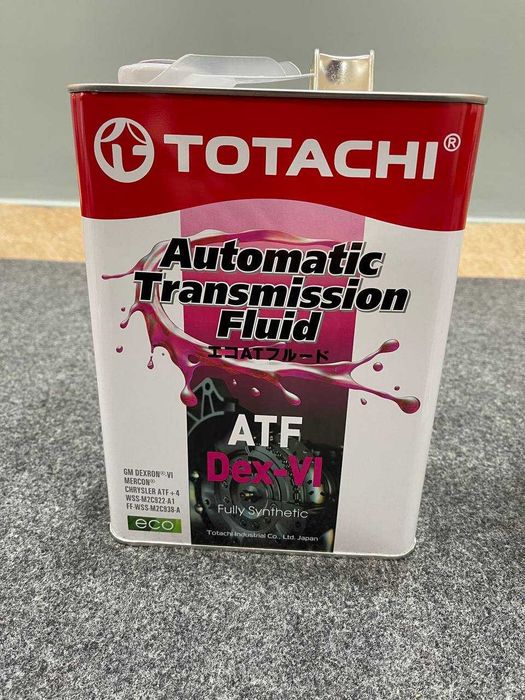 TOTACHI®
Automatic
Transmission
Fluid
エコATフルード
ATF
Dex-VI
GM DEXRON®-VI
MERCON®
CHRYSLER ATF+4
WSS-M2C922-A1
FF-WSS-M2C938-A
eco
Fully Synthetic
Totachi Industrial Co., Ltd. Japan